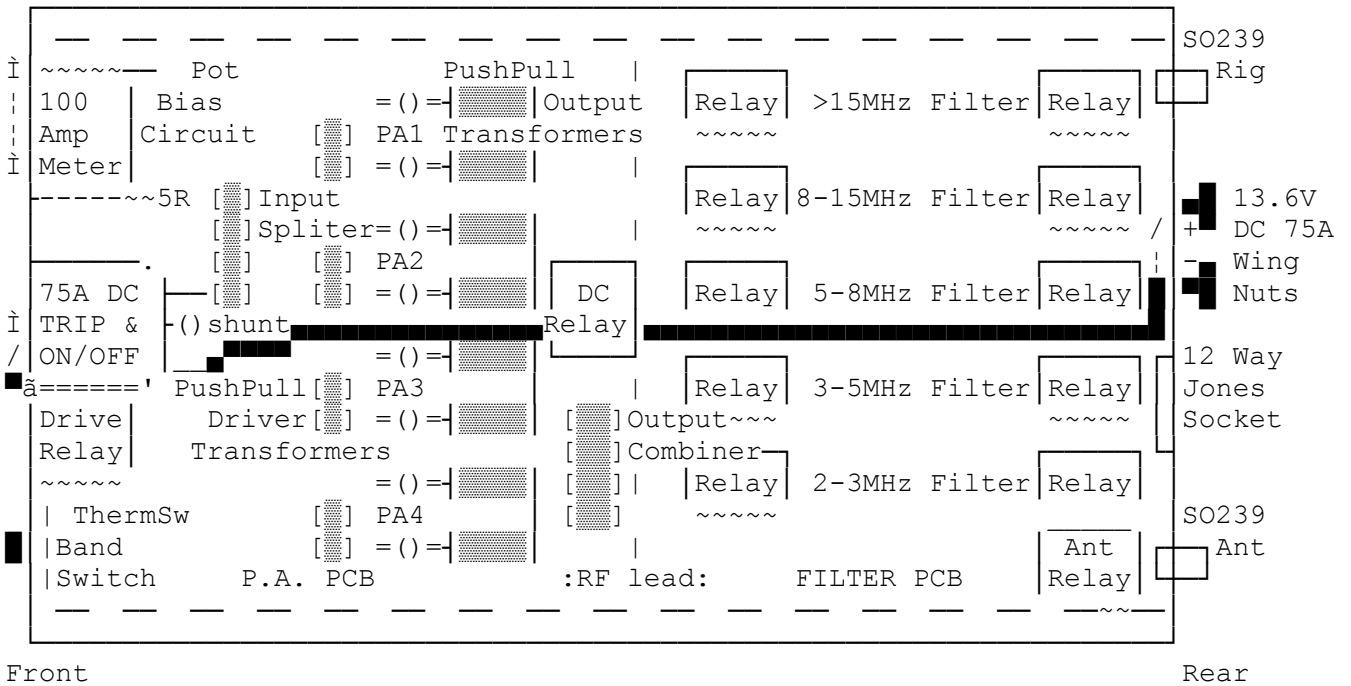 SO239
Pot PushPull Rig
100 Bias =()= Output Relay >15MHz Filter Relay
Amp Circuit [ ] PA1 Transformers
Meter [ ] =()=
5R [ ] Input Relay 8-15MHz Filter Relay 13.6V
[ ] Spliter =()= + DC 75A
[ ] [ ] PA2 - Wing
75A DC [ ] [ ] =()= DC Relay 5-8MHz Filter Relay Nuts
TRIP & () shunt Relay
ON/OFF =()= 12 Way
PushPull [ ] PA3 Relay 3-5MHz Filter Relay Jones
Drive Driver [ ] =()= [ ] Output Socket
Relay Transformers [ ] Combiner
=()= [ ] Relay 2-3MHz Filter Relay
ThermSw [ ] PA4 [ ] SO239
Band [ ] =()= Ant Ant
Switch P.A. PCB :RF lead: FILTER PCB Relay
Front Rear